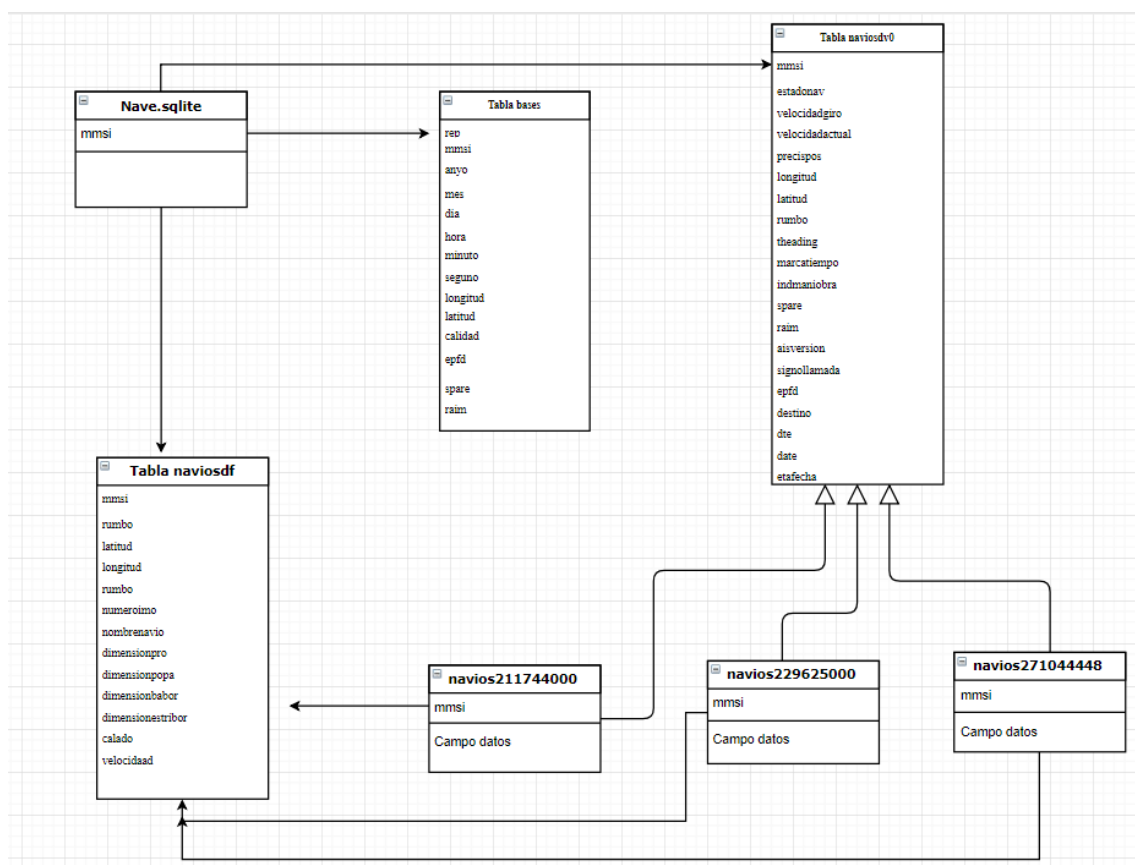 Tabla naviosdv0
mmsi
estadonav
velocidadgiro
velocidadactual
precispos
longitud
latitud
rumbo
theading
marcatiempo
indmaniobra
spare
raim
aisversion
signollamada
epfd
destino
dte
date
etafecha
Nave.sqlite
mmsi
Tabla bases
rep
mmsi
anyo
mes
dia
hora
minuto
seguno
longitud
latitud
calidad
epfd
spare
raim
Tabla naviosdf
mmsi
rumbo
latitud
longitud
rumbo
numeroimo
nombrenavio
dimensionpro
dimensionpopa
dimensionbabor
dimensionestribor
calado
velocidaad
navios211744000
mmsi
Campo datos
navios229625000
mmsi
Campo datos
navios271044448
mmsi
Campo datos